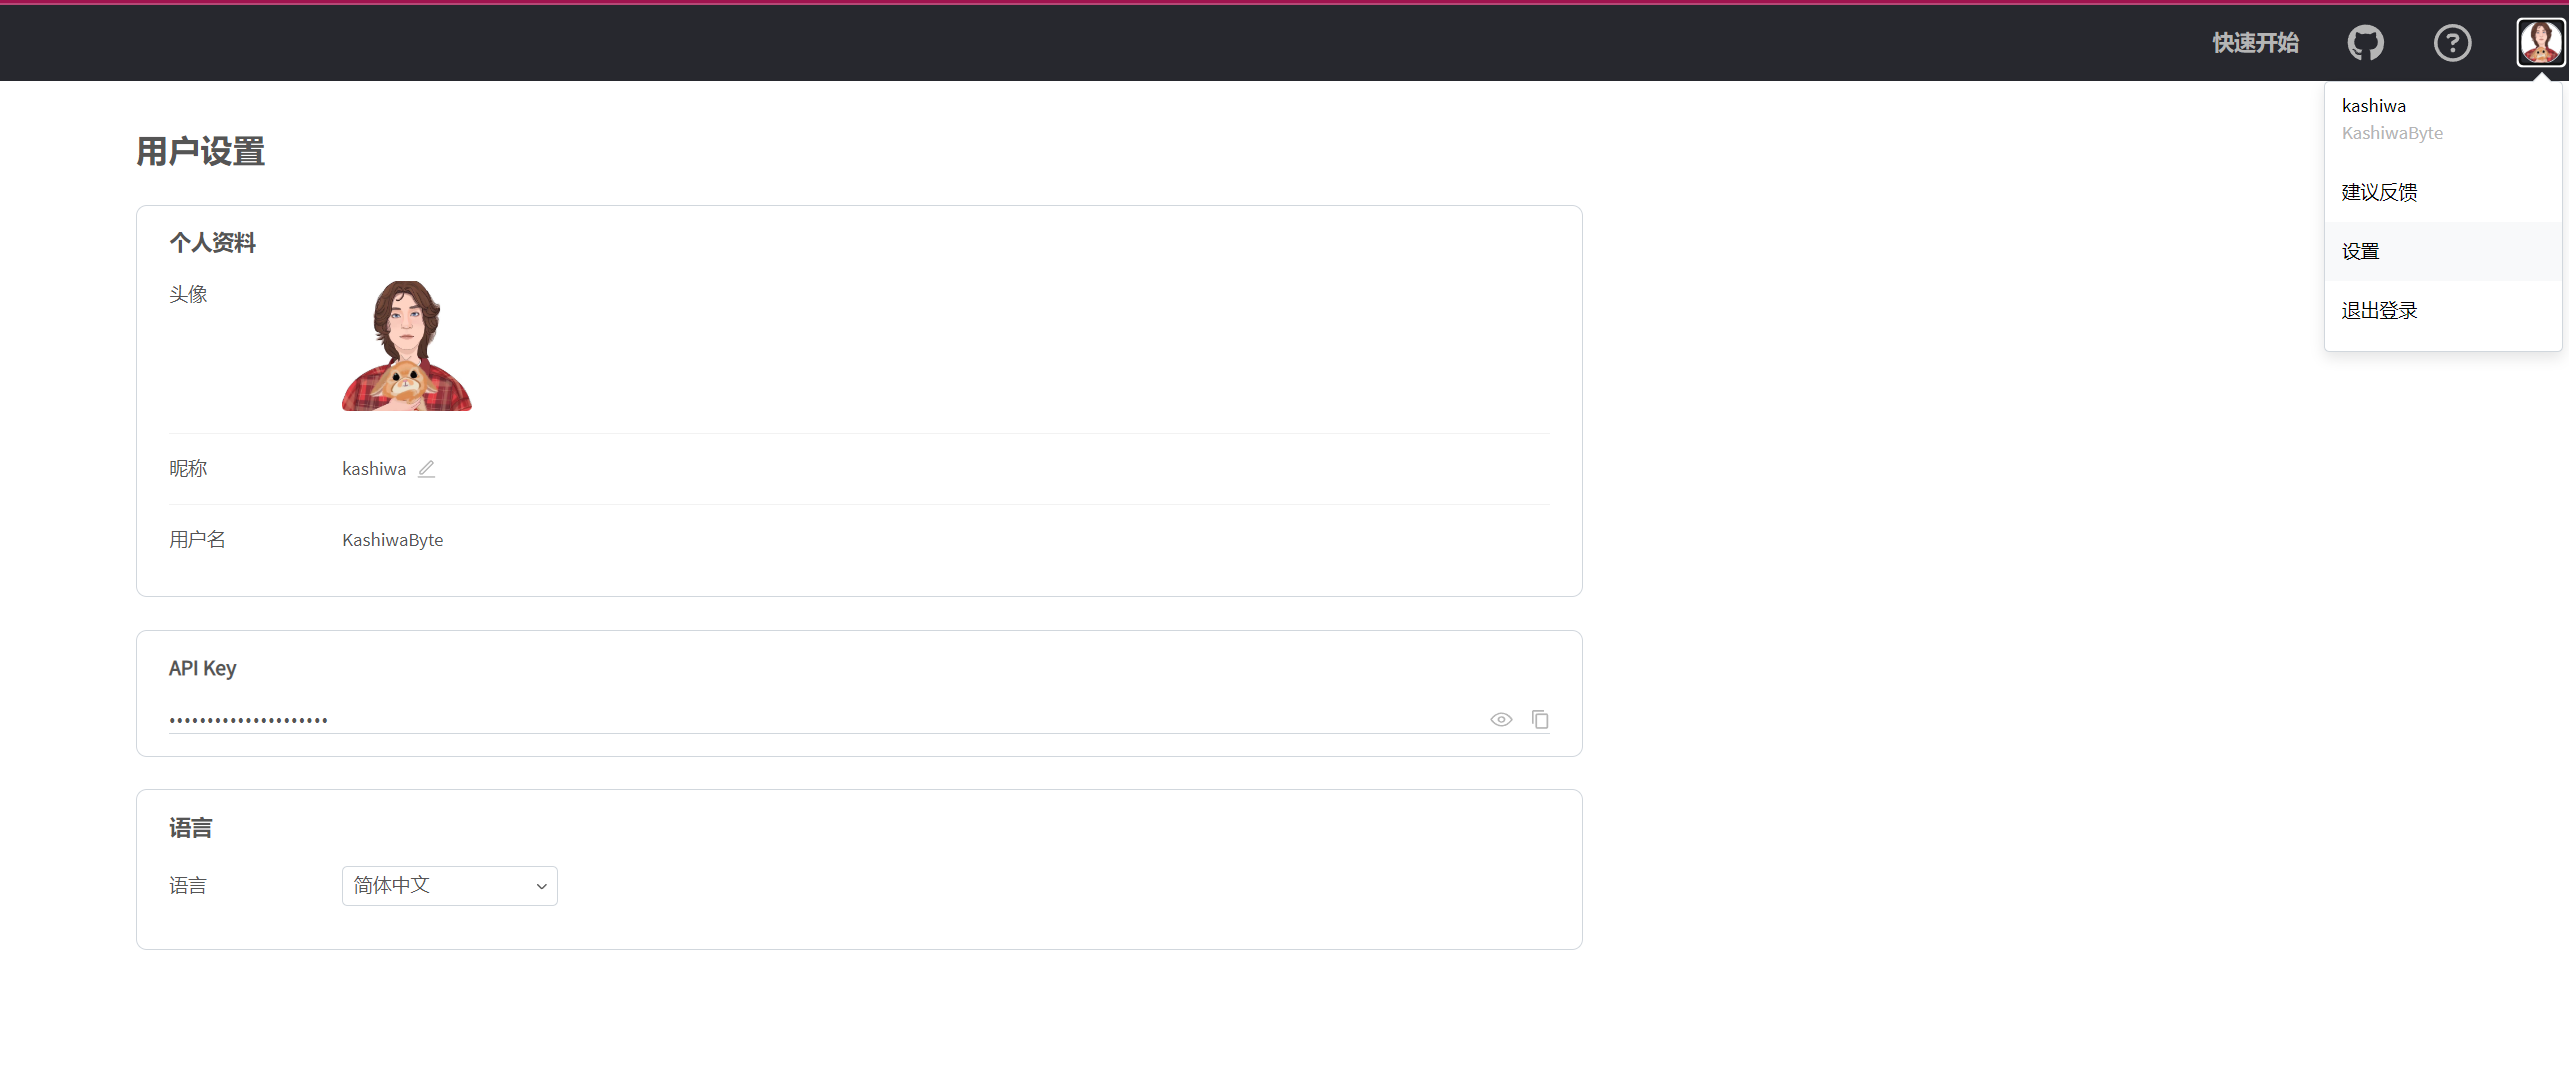 快速开始
kashiwa
KashiwaByte
建议反馈
设置
退出登录
用户设置
个人资料
头像
昵称 kashiwa
用户名 KashiwaByte
API Key
•••••••••••••••••••••
语言
语言 简体中文